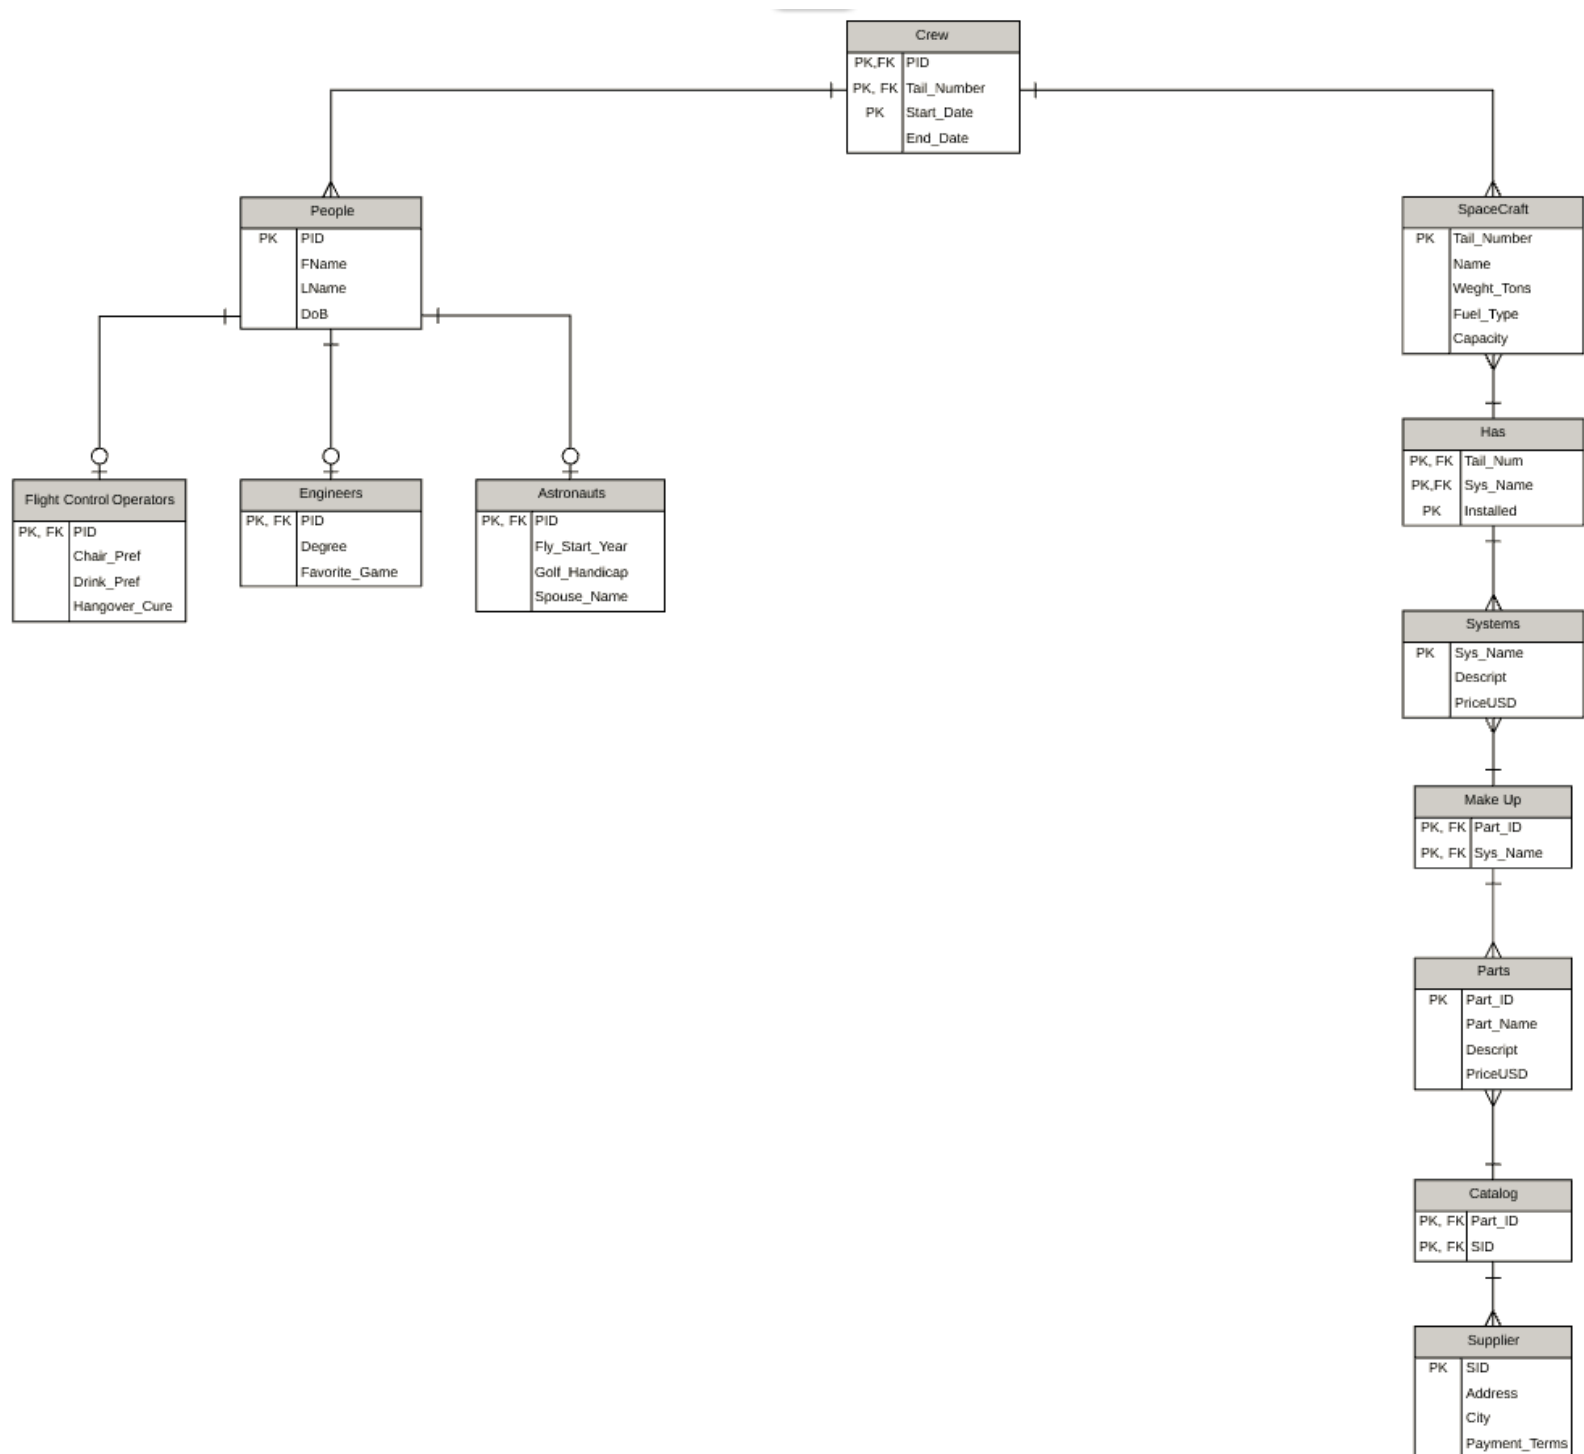 Crew
PK,FK PID
PK, FK Tail_Number
PK Start_Date
End_Date
People
PK PID
FName
LName
DoB
SpaceCraft
PK Tail_Number
Name
Weght_Tons
Fuel_Type
Capacity
Has
PK, FK Tail_Num
PK,FK Sys_Name
PK Installed
Flight Control Operators
PK, FK PID
Chair_Pref
Drink_Pref
Hangover_Cure
Engineers
PK, FK PID
Degree
Favorite_Game
Astronauts
PK, FK PID
Fly_Start_Year
Golf_Handicap
Spouse_Name
Systems
PK Sys_Name
Descript
PriceUSD
Make Up
PK, FK Part_ID
PK, FK Sys_Name
Parts
PK Part_ID
Part_Name
Descript
PriceUSD
Catalog
PK, FK Part_ID
PK, FK SID
Supplier
PK SID
Address
City
Payment_Terms